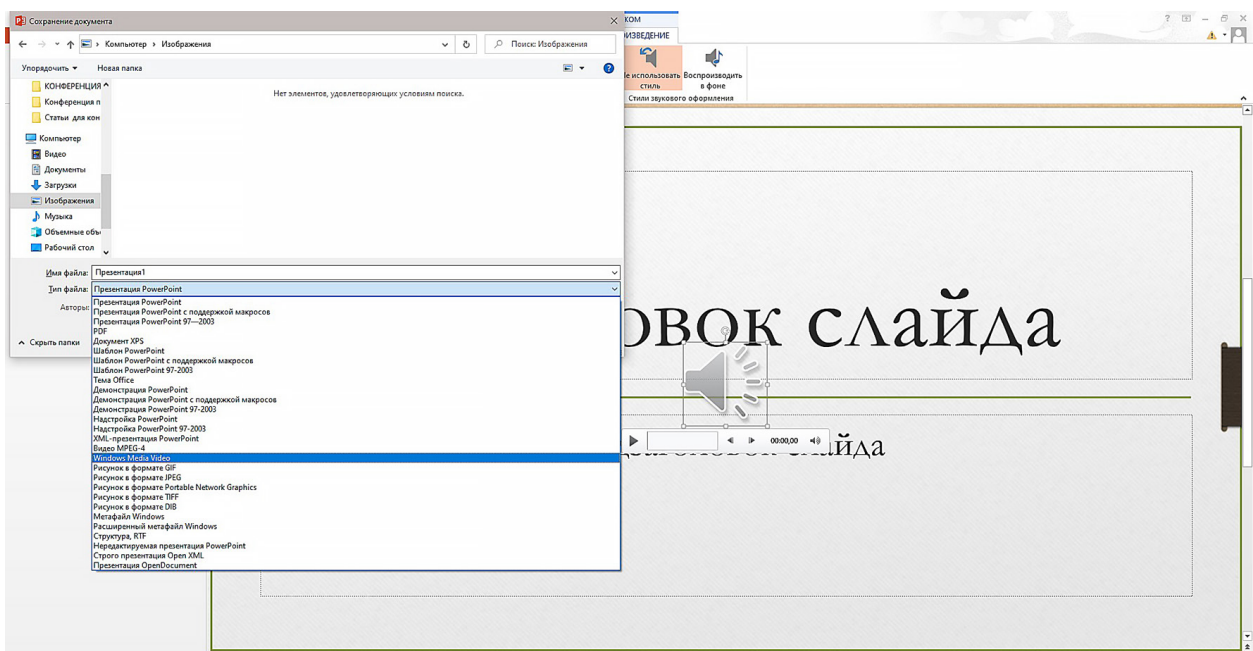 Сохранение документа
Компьютер › Изображения
Поиск: Изображения
Упорядочить
Новая папка
КОНФЕРЕНЦИЯ
Конференция п
Статьи для кон
Компьютер
Видео
Документы
Загрузки
Изображения
Музыка
Объемные объ
Рабочий стол
Нет элементов, удовлетворяющих условиям поиска.
Имя файла: Презентация1
Тип файла: Презентация PowerPoint
Авторы:
Скрыть папки
Презентация PowerPoint
Презентация PowerPoint с поддержкой макросов
Презентация PowerPoint 97—2003
PDF
Документ XPS
Шаблон PowerPoint
Шаблон PowerPoint с поддержкой макросов
Шаблон PowerPoint 97-2003
Тема Office
Демонстрация PowerPoint
Демонстрация PowerPoint с поддержкой макросов
Демонстрация PowerPoint 97-2003
Надстройка PowerPoint
Надстройка PowerPoint 97-2003
XML-презентация PowerPoint
Видео MPEG-4
Windows Media Video
Рисунок в формате GIF
Рисунок в формате JPEG
Рисунок в формате Portable Network Graphics
Рисунок в формате TIFF
Рисунок в формате DIB
Метафайл Windows
Расширенный метафайл Windows
Структура, RTF
Нередактируемая презентация PowerPoint
Строго презентация Open XML
Презентация OpenDocument
КОМ
ИЗВЕДЕНИЕ
е использовать
стиль
Воспроизводить
в фоне
Стили звукового оформления
ОВОК СЛАЙДА
00:00,00
йда